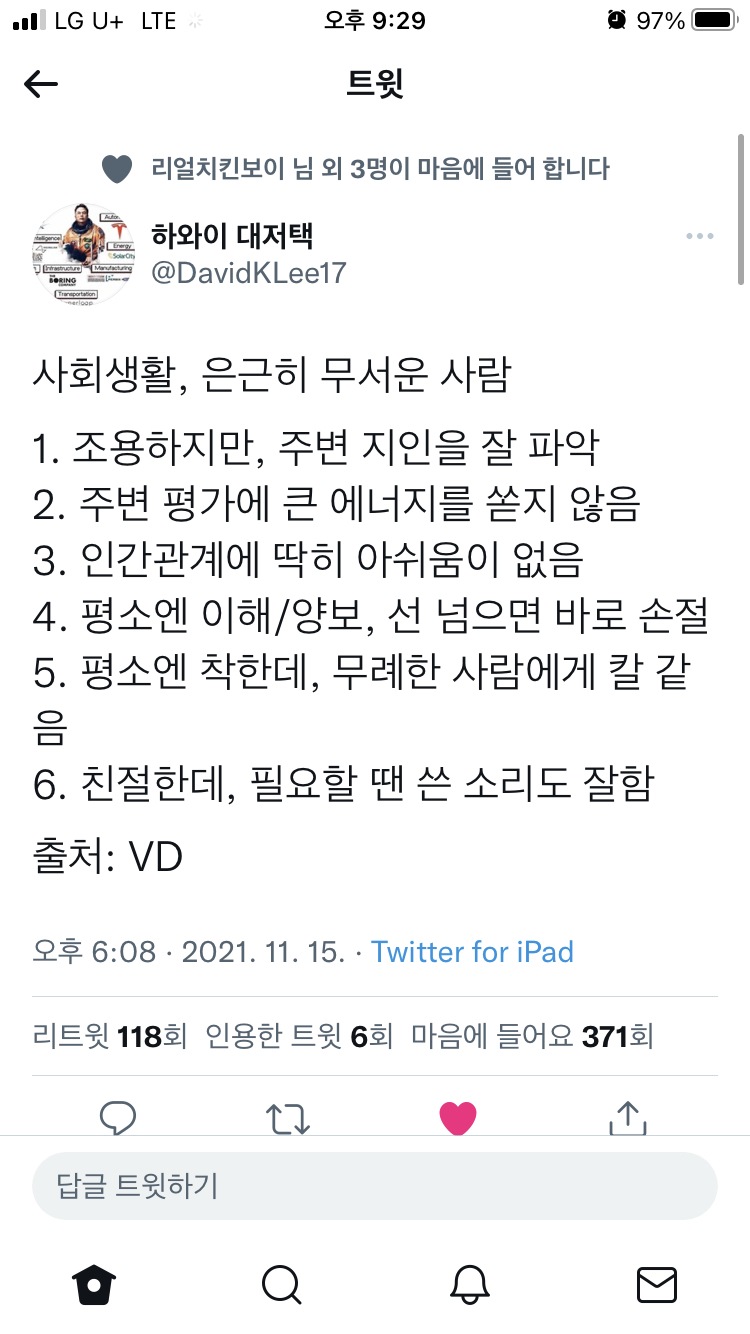 LG U+ LTE 오후 9:29 97%
트윗
리얼치킨보이 님 외 3명이 마음에 들어 합니다
하와이 대저택
@DavidKLee17
Energy
SolarCity
Infrastructure
Manufacturing
THE
BORING
COMPANY
Transportation
사회생활, 은근히 무서운 사람
1. 조용하지만, 주변 지인을 잘 파악
2. 주변 평가에 큰 에너지를 쏟지 않음
3. 인간관계에 딱히 아쉬움이 없음
4. 평소엔 이해/양보, 선 넘으면 바로 손절
5. 평소엔 착한데, 무례한 사람에게 칼 같
음
6. 친절한데, 필요할 땐 쓴 소리도 잘함
출처: VD
오후 6:08 · 2021. 11. 15. · Twitter for iPad
리트윗 118회 인용한 트윗 6회 마음에 들어요 371회
답글 트윗하기